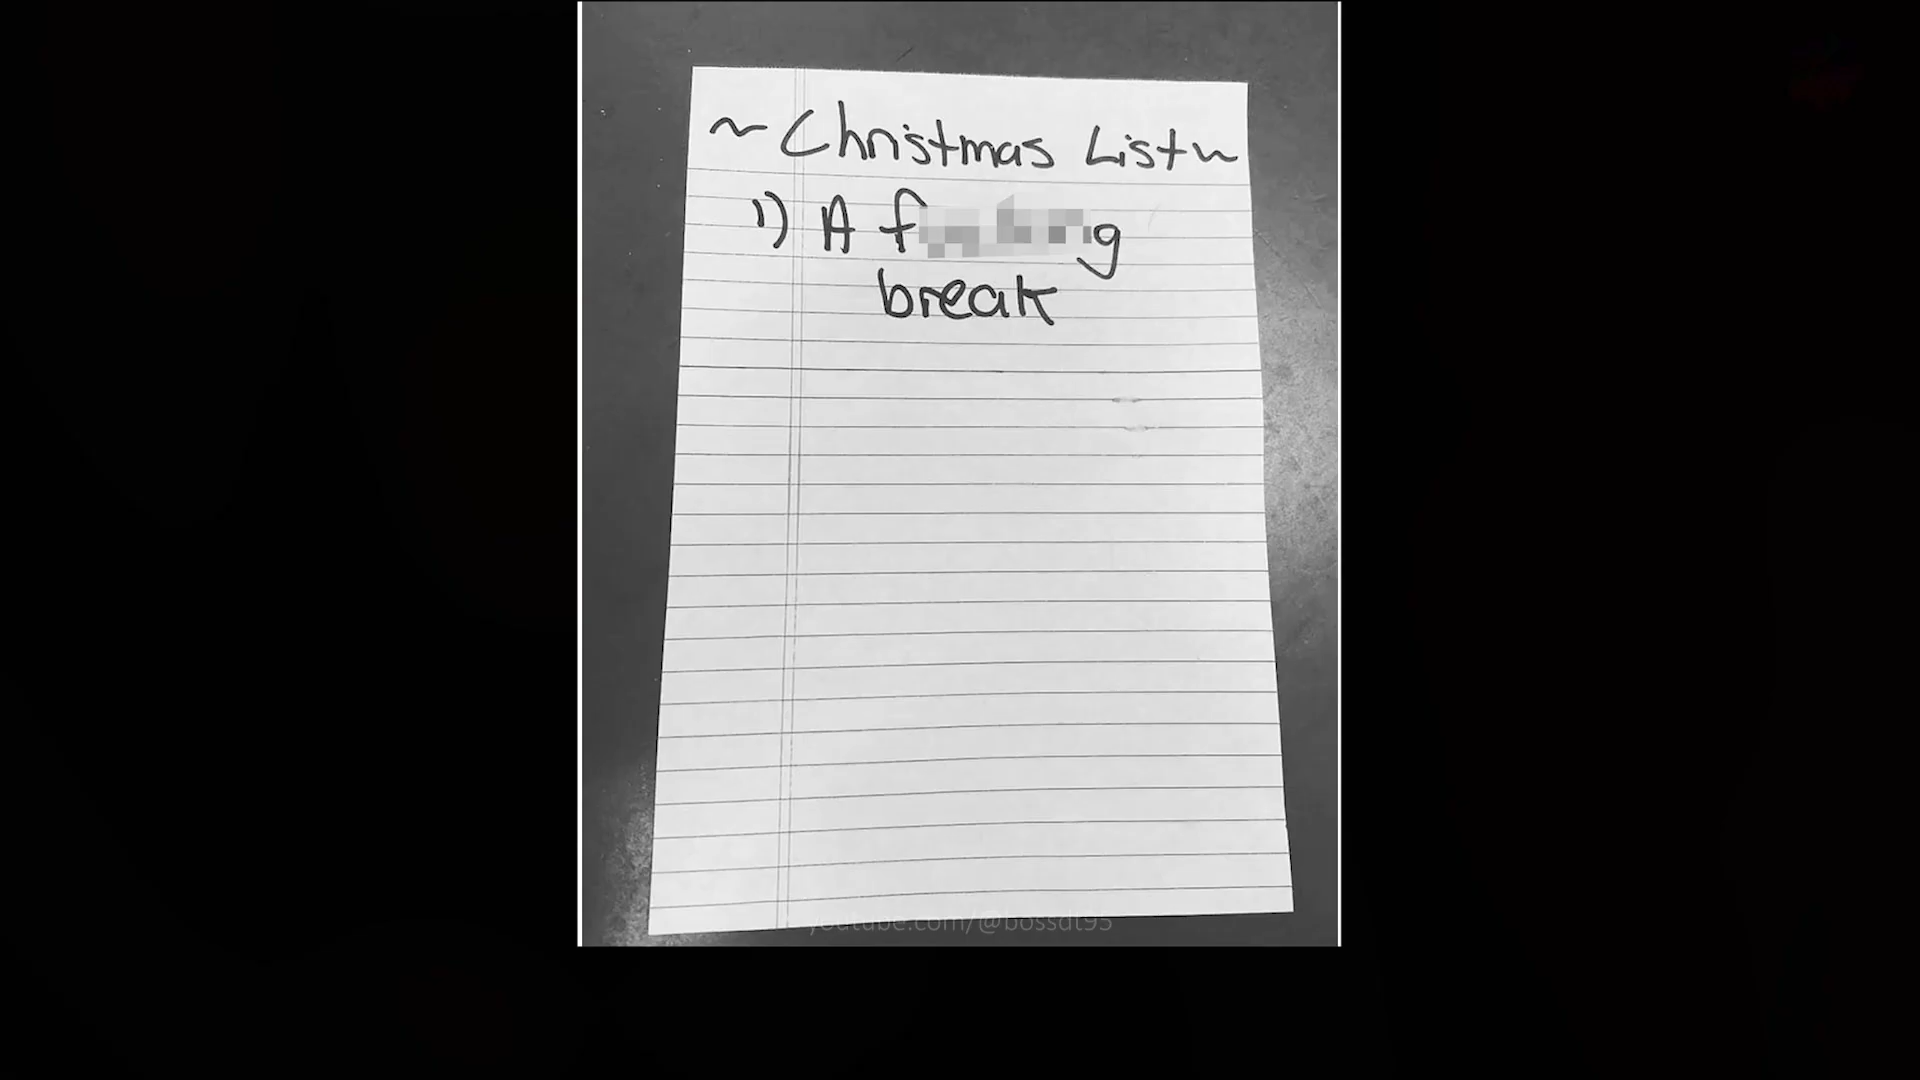 ~ Christmas List ~
1) A f g
break
youtube.com/@bossdt95